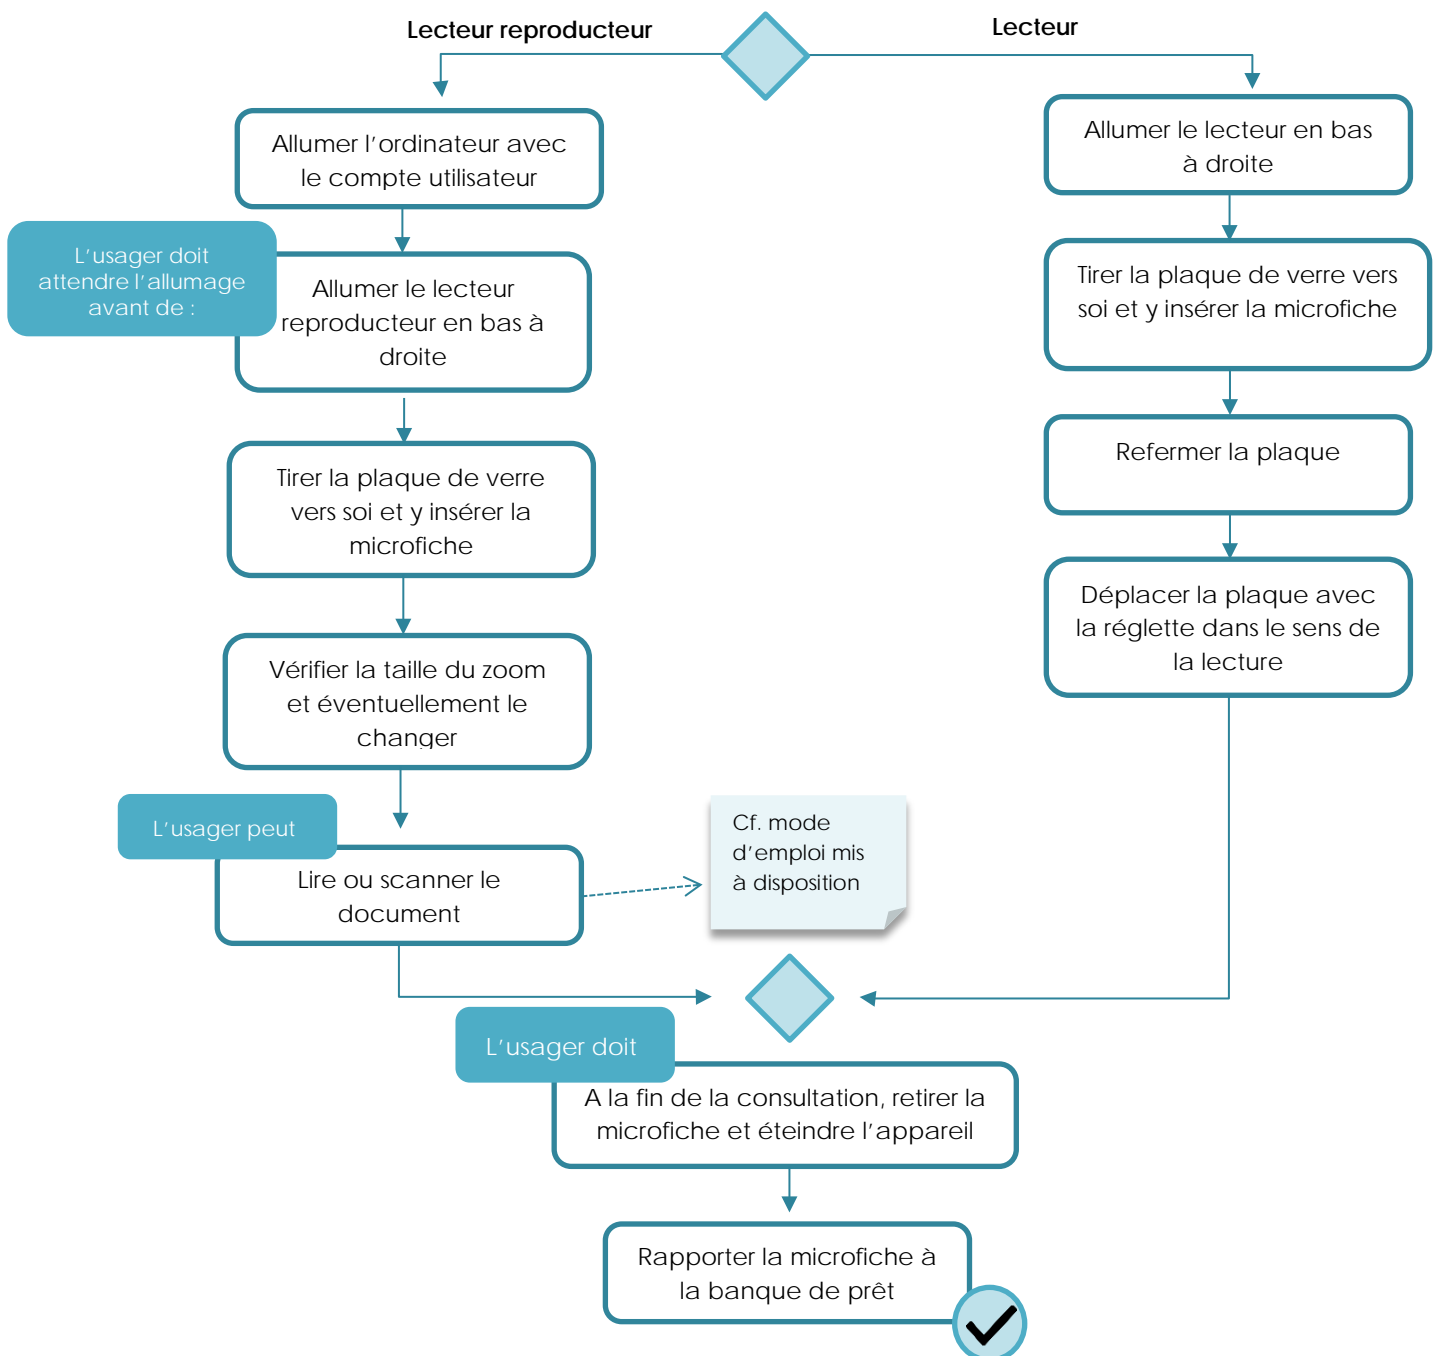 Lecteur reproducteur
Lecteur
Allumer l'ordinateur avec
le compte utilisateur
L'usager doit
attendre l'allumage
avant de :
Allumer le lecteur
reproducteur en bas à
droite
Tirer la plaque de verre
vers soi et y insérer la
microfiche
Vérifier la taille du zoom
et éventuellement le
changer
L'usager peut
Lire ou scanner le
document
Cf. mode
d'emploi mis
à disposition
Allumer le lecteur en bas
à droite
Tirer la plaque de verre vers
soi et y insérer la microfiche
Refermer la plaque
Déplacer la plaque avec
la réglette dans le sens de
la lecture
L'usager doit
A la fin de la consultation, retirer la
microfiche et éteindre l'appareil
Rapporter la microfiche à
la banque de prêt